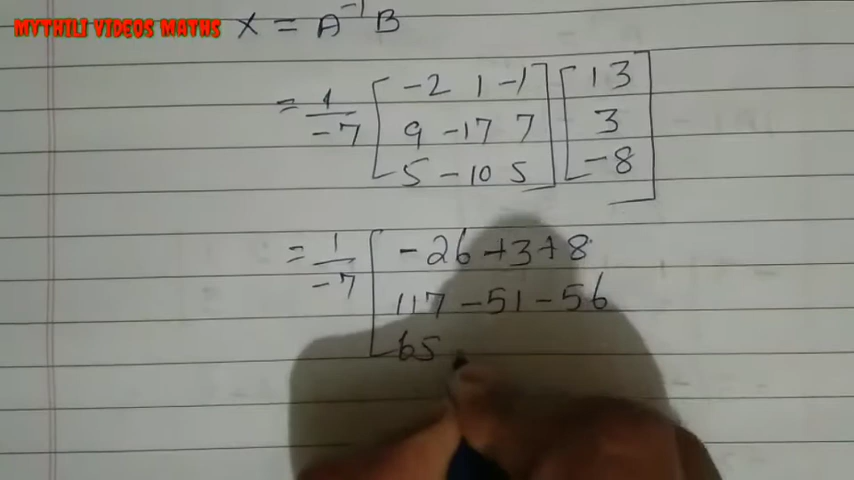 MYTHILI VIDEOS MATHS
X = A⁻¹ B
= 1/-7 [ -2 1 -1 ] [ 13 ]
9 -17 7 3
5 -10 5 -8
= 1/-7 [ -26 +3 +8
117 -51 -56
65